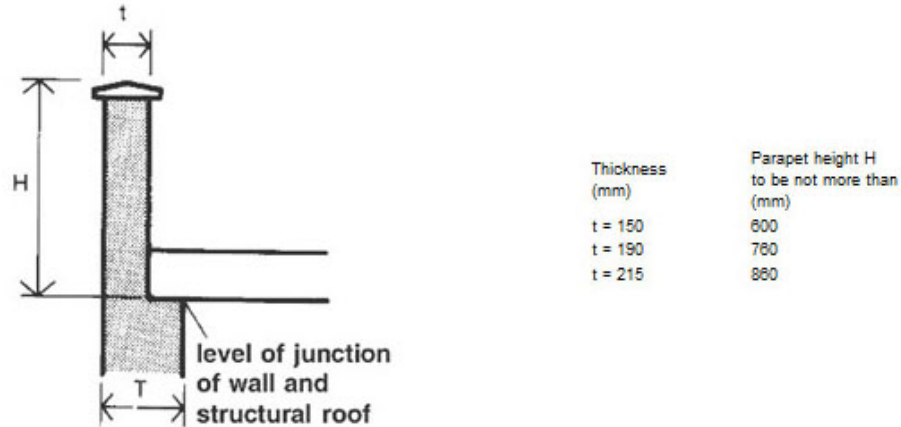 t
H
level of junction
of wall and
T
structural roof
Thickness
(mm)
Parapet height H
to be not more than
(mm)
t = 150
600
t = 190
760
t = 215
860